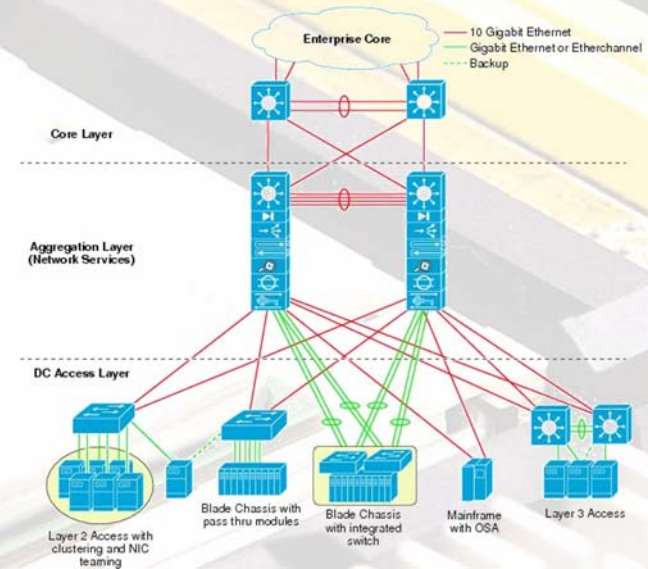 Enterprise Core
10 Gigabit Ethernet
Gigabit Ethernet or Etherchannel
Backup
Core Layer
Aggregation Layer
(Network Services)
DC Access Layer
Layer 2 Access with
clustering and NIC
teaming
Blade Chassis with
pass thru modules
Blade Chassis
with integrated
switch
Mainframe
with OSA
Layer 3 Access